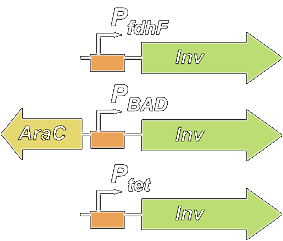 PfdhF
Inv
PBAD
AraC Inv
Ptet
Inv